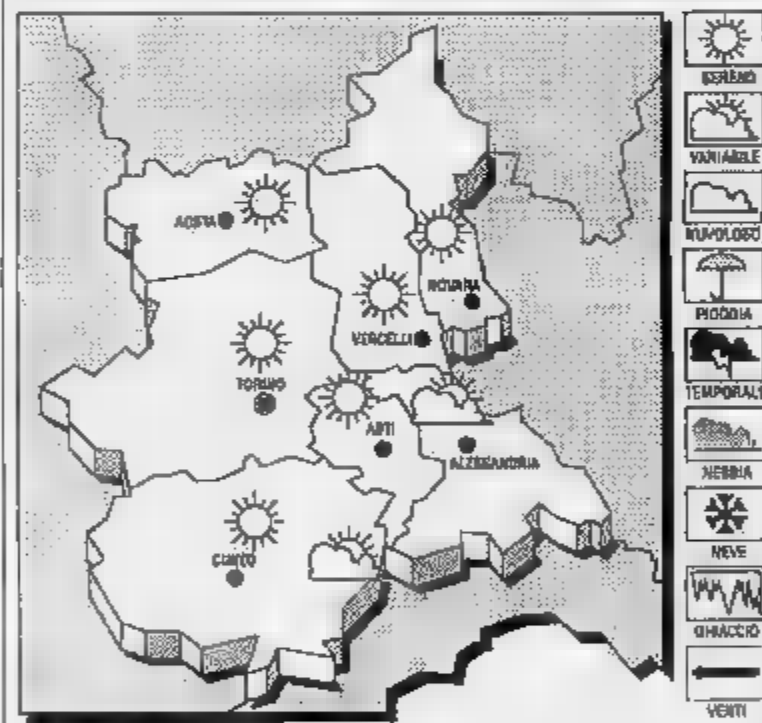 SERENO
VARIABILE
NUVOLOSO
PIOGGIA
TEMPORALI
NEBBIA
NEVE
GHIACCIO
VENTI
AOSTA
NOVARA
VERCELLI
TORINO
ASTI
ALESSANDRIA
CUNEO